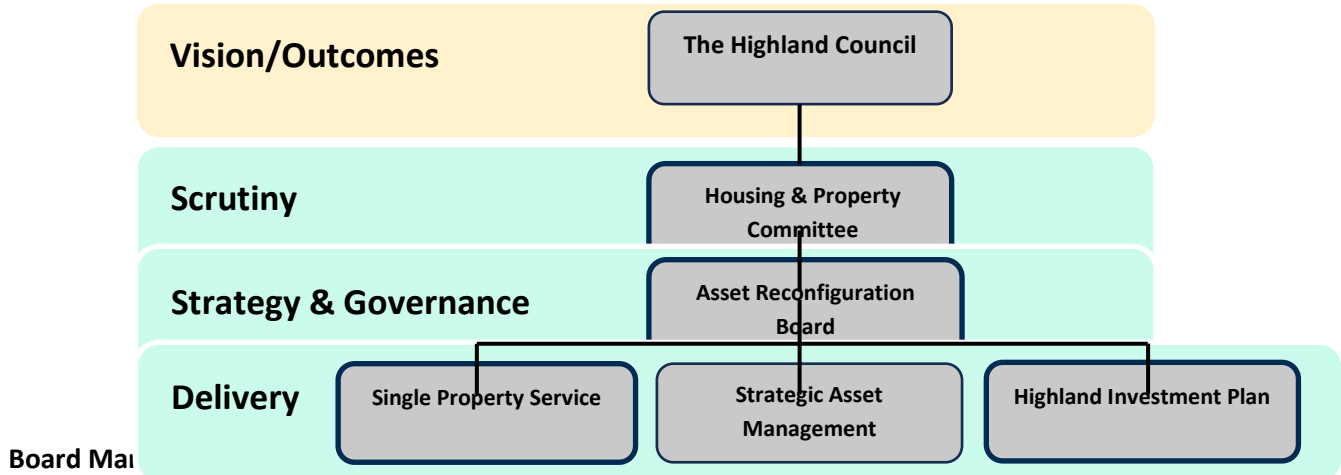 Vision/Outcomes
The Highland Council
Scrutiny
Housing & Property
Committee
Strategy & Governance
Asset Reconfiguration
Board
Delivery
Single Property Service
Strategic Asset
Management
Highland Investment Plan
Board